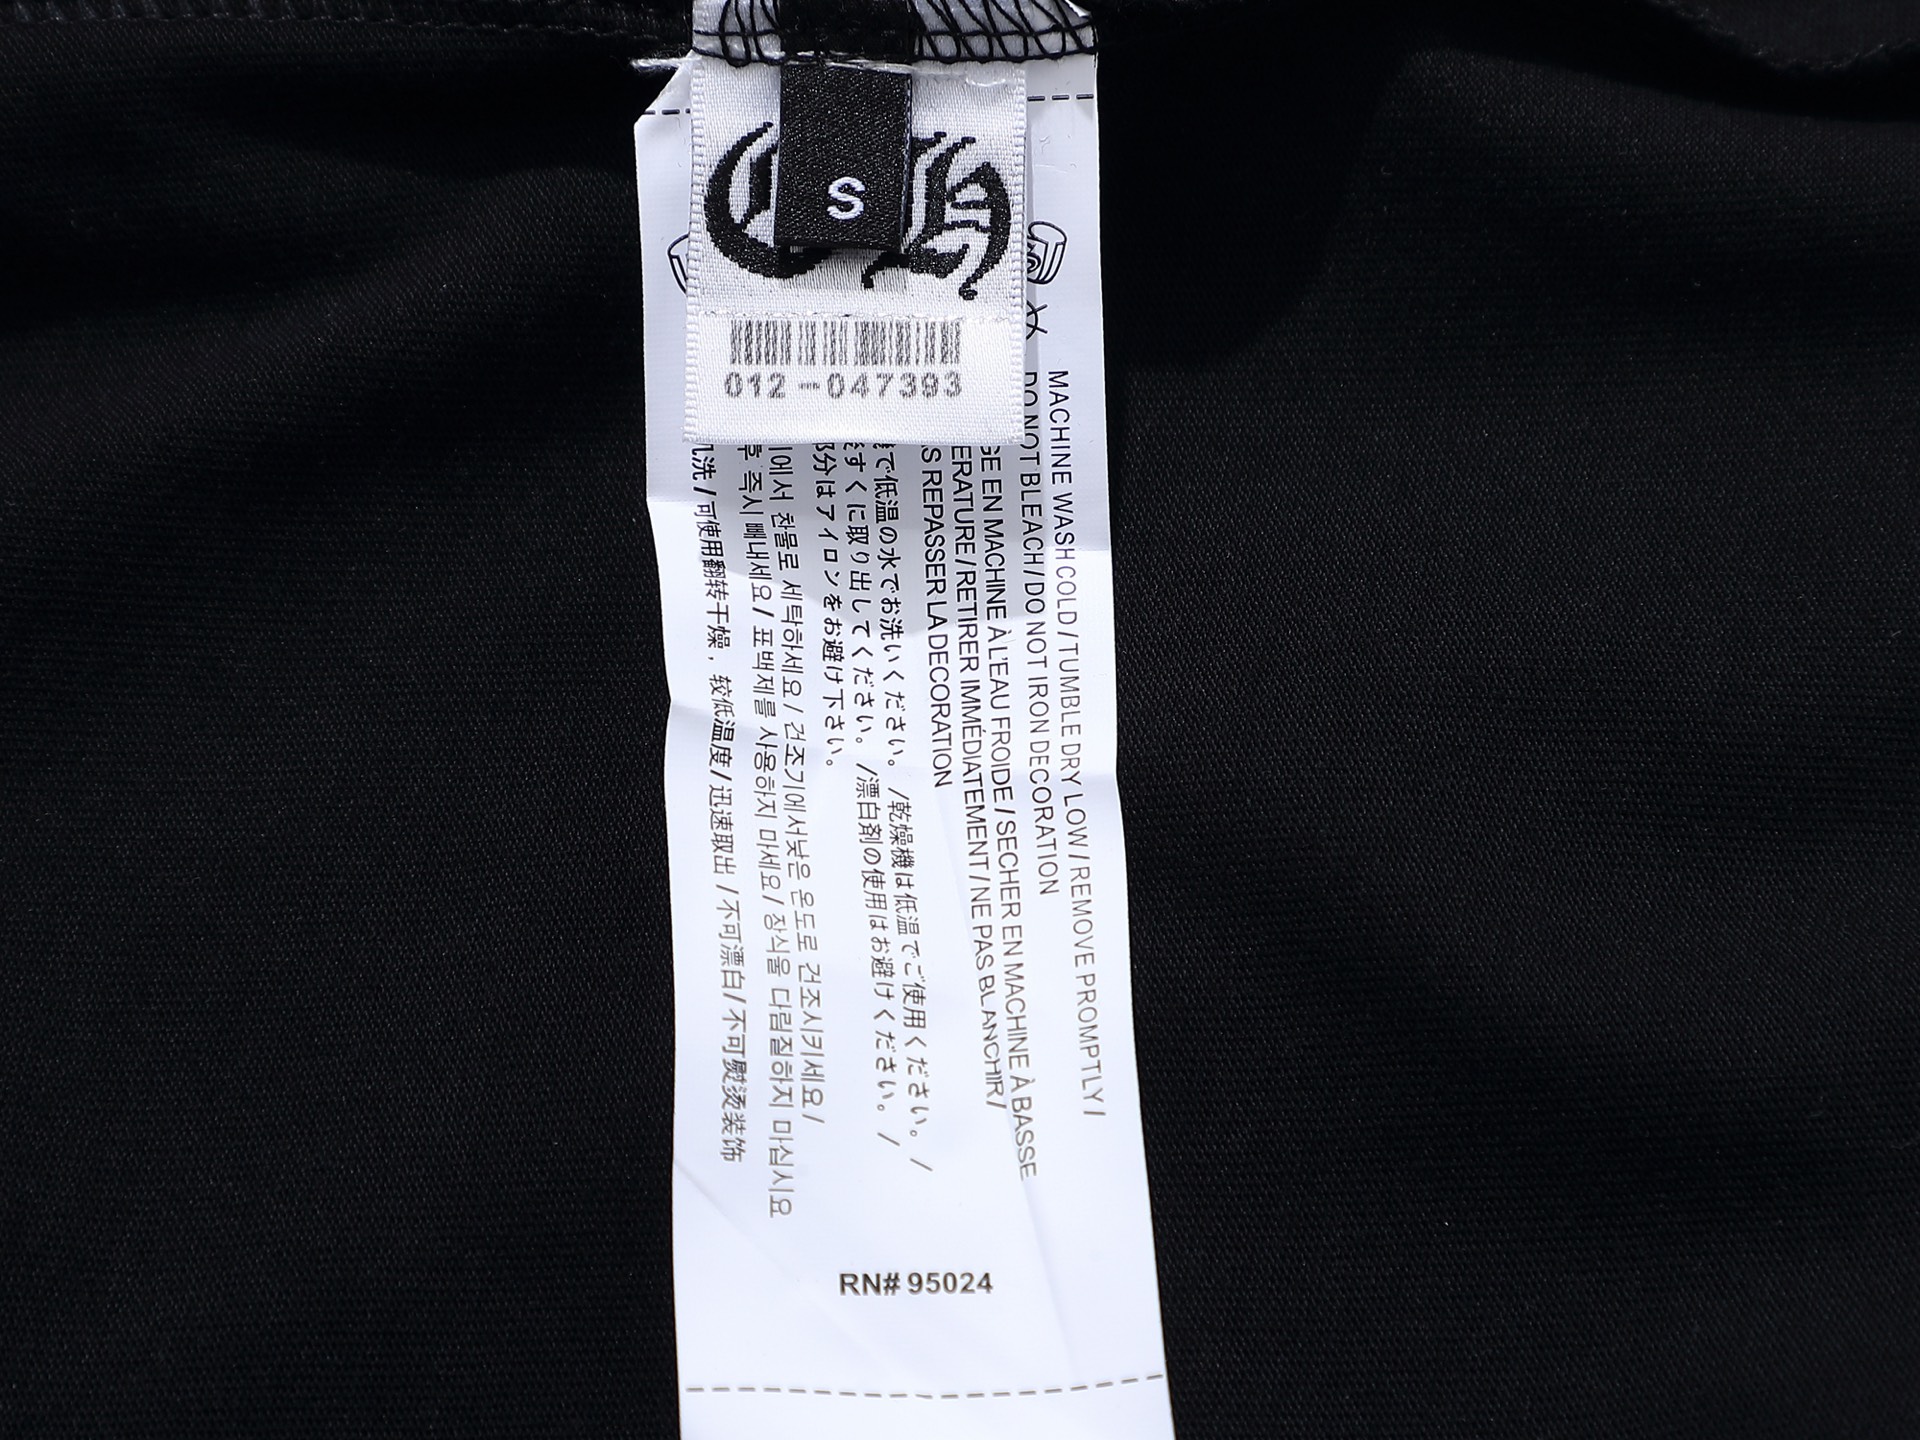 CH
S
012-047393
MACHINE WASH COLD / TUMBLE DRY LOW / REMOVE PROMPTLY /
DO NOT BLEACH / DO NOT IRON DECORATION
EN MACHINE À L'EAU FROIDE / SECHER EN MACHINE À BASSE
/ RETIRER IMMÉDIATEMENT / NE PAS BLANCHIR /
REPASSER LA DECORATION
で低温の水でお洗いください。 /乾燥機は低温でご使用ください。 /
すぐに取り出してください。 /漂白剤の使用はお避けください。 /
部分はアイロンをお避け下さい。
에서 찬물로 세탁하세요 / 건조기에서낮은 온도로 건조시키세요 /
후 즉시 빼내세요 / 표백제를 사용하지 마세요 / 장식을 다림질하지 마십시요
机洗 / 可使用翻转干燥，较低温度 / 迅速取出 / 不可漂白 / 不可熨烫装饰
RN# 95024